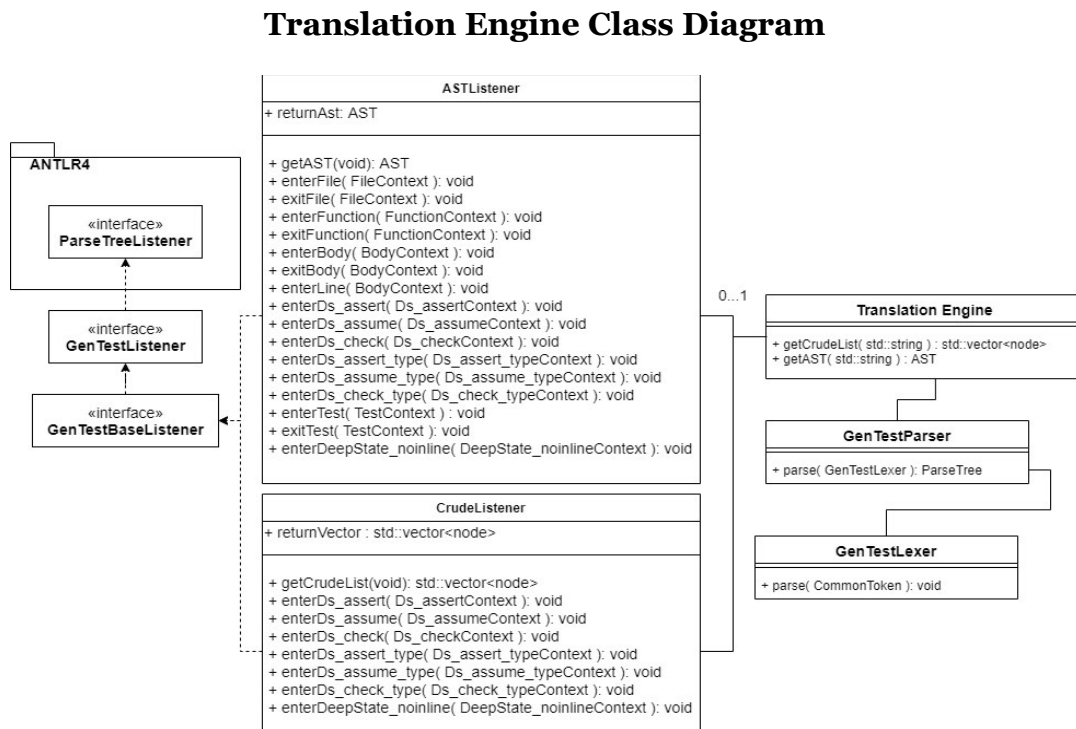 Translation Engine Class Diagram
ANTLR4
«interface»
ParseTreeListener
«interface»
GenTestListener
«interface»
GenTestBaseListener
ASTListener
+ returnAst: AST
+ getAST(void): AST
+ enterFile( FileContext ): void
+ exitFile( FileContext ): void
+ enterFunction( FunctionContext ): void
+ exitFunction( FunctionContext ): void
+ enterBody( BodyContext ): void
+ exitBody( BodyContext ): void
+ enterLine( BodyContext ): void
+ enterDs_assert( Ds_assertContext ): void
+ enterDs_assume( Ds_assumeContext ): void
+ enterDs_check( Ds_checkContext ): void
+ enterDs_assert_type( Ds_assert_typeContext ): void
+ enterDs_assume_type( Ds_assume_typeContext ): void
+ enterDs_check_type( Ds_check_typeContext ): void
+ enterTest( TestContext ) : void
+ exitTest( TestContext ): void
+ enterDeepState_noinline( DeepState_noinlineContext ): void
CrudeListener
+ returnVector : std::vector<node>
+ getCrudeList(void): std::vector<node>
+ enterDs_assert( Ds_assertContext ): void
+ enterDs_assume( Ds_assumeContext ): void
+ enterDs_check( Ds_checkContext ): void
+ enterDs_assert_type( Ds_assert_typeContext ): void
+ enterDs_assume_type( Ds_assume_typeContext ): void
+ enterDs_check_type( Ds_check_typeContext ): void
+ enterDeepState_noinline( DeepState_noinlineContext ): void
0...1
Translation Engine
+ getCrudeList( std::string ) : std::vector<node>
+ getAST( std::string ) : AST
GenTestParser
+ parse( GenTestLexer ): ParseTree
GenTestLexer
+ parse( CommonToken ): void